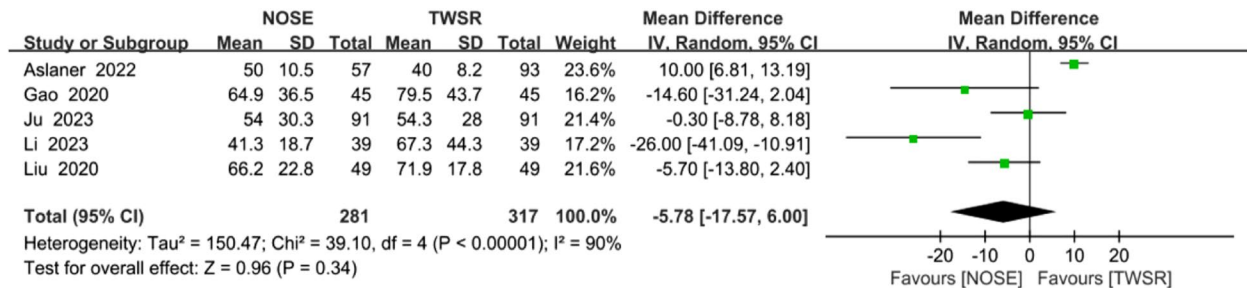 NOSE TWSR Mean Difference Mean Difference
Study or Subgroup Mean SD Total Mean SD Total Weight IV, Random, 95% CI IV, Random, 95% CI
Aslaner 2022 50 10.5 57 40 8.2 93 23.6% 10.00 [6.81, 13.19]
Gao 2020 64.9 36.5 45 79.5 43.7 45 16.2% -14.60 [-31.24, 2.04]
Ju 2023 54 30.3 91 54.3 28 91 21.4% -0.30 [-8.78, 8.18]
Li 2023 41.3 18.7 39 67.3 44.3 39 17.2% -26.00 [-41.09, -10.91]
Liu 2020 66.2 22.8 49 71.9 17.8 49 21.6% -5.70 [-13.80, 2.40]
Total (95% CI) 281 317 100.0% -5.78 [-17.57, 6.00]
Heterogeneity: Tau² = 150.47; Chi² = 39.10, df = 4 (P < 0.00001); I² = 90%
Test for overall effect: Z = 0.96 (P = 0.34)
-20 -10 0 10 20
Favours [NOSE] Favours [TWSR]